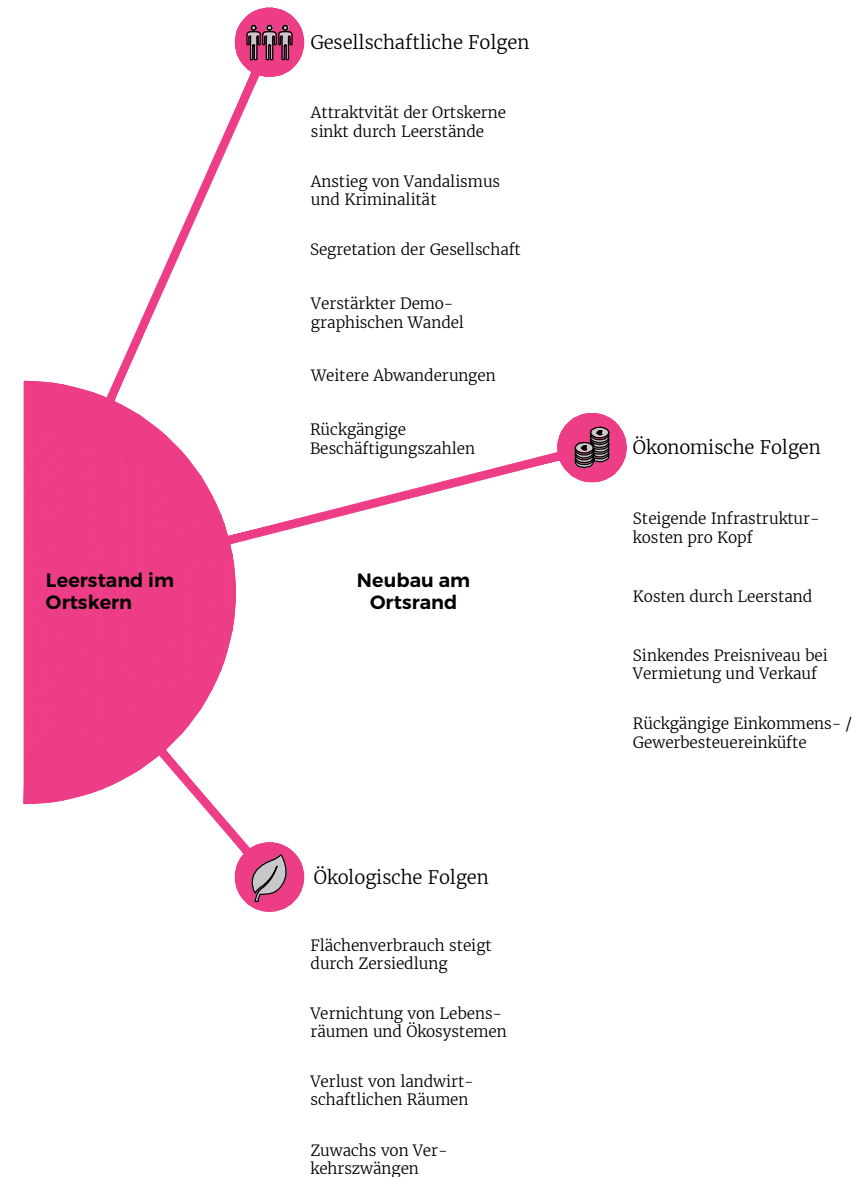 Gesellschaftliche Folgen
Attraktvität der Ortskerne
sinkt durch Leerstände
Anstieg von Vandalismus
und Kriminalität
Segretation der Gesellschaft
Verstärkter Demo-
graphischen Wandel
Weitere Abwanderungen
Rückgängige
Beschäftigungszahlen
Ökonomische Folgen
Steigende Infrastruktur-
kosten pro Kopf
Kosten durch Leerstand
Sinkendes Preisniveau bei
Vermietung und Verkauf
Rückgängige Einkommens- /
Gewerbesteuereinküfte
Leerstand im
Ortskern
Neubau am
Ortsrand
Ökologische Folgen
Flächenverbrauch steigt
durch Zersiedlung
Vernichtung von Lebens-
räumen und Ökosystemen
Verlust von landwirt-
schaftlichen Räumen
Zuwachs von Ver-
kehrszwängen